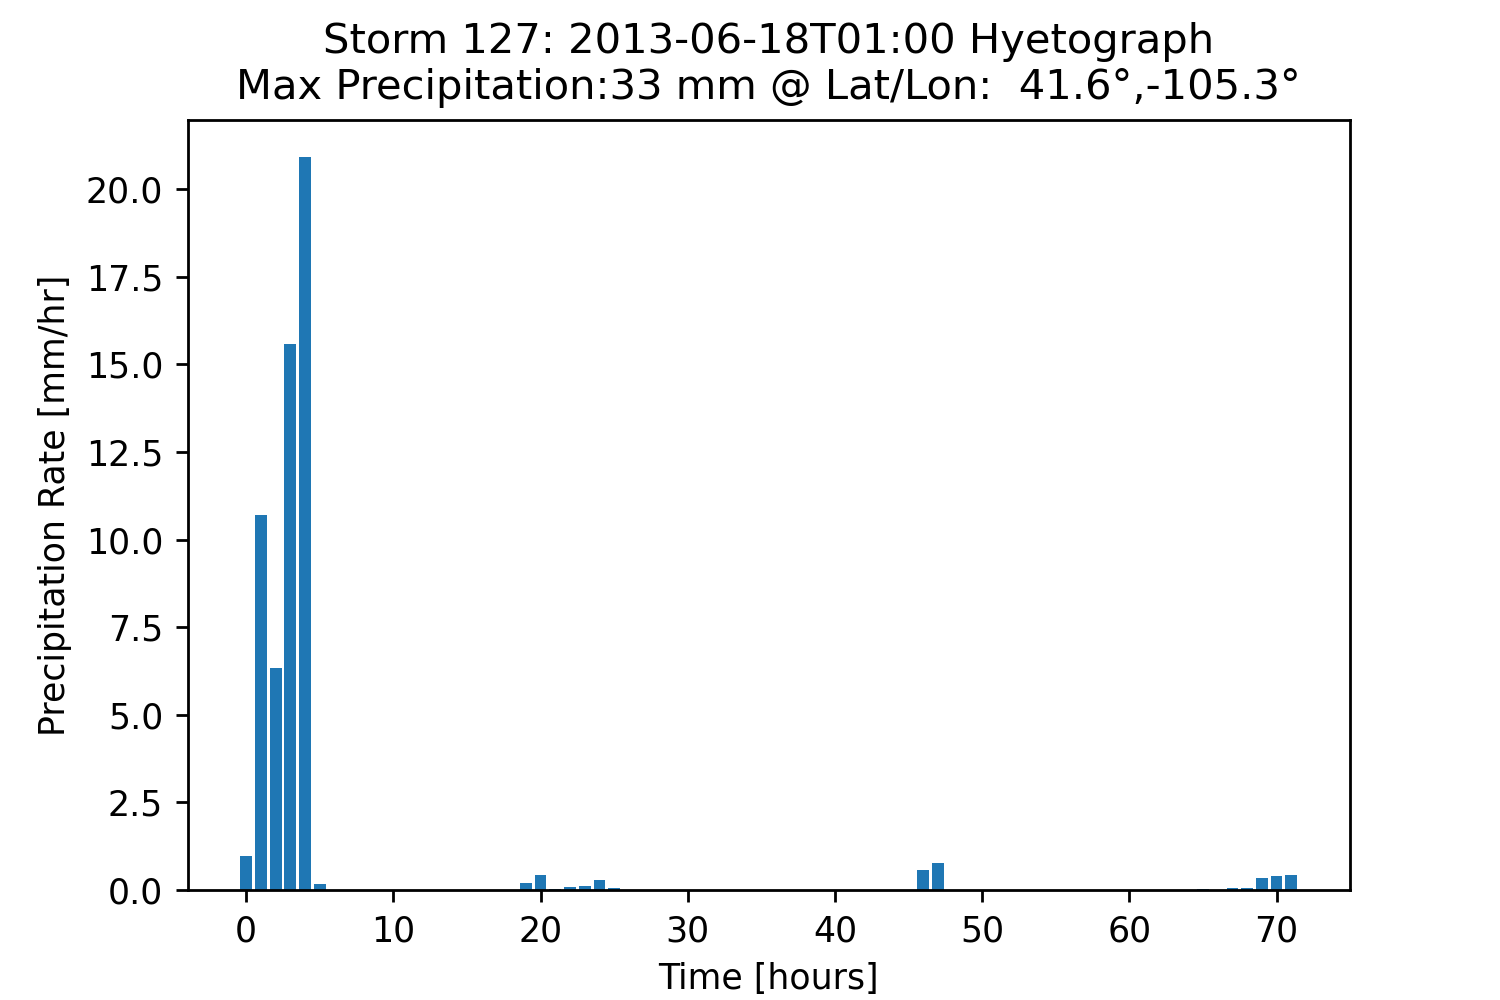 Storm 127: 2013-06-18T01:00 Hyetograph
Max Precipitation:33 mm @ Lat/Lon:  41.6°,-105.3°
Precipitation Rate [mm/hr]
20.0
17.5
15.0
12.5
10.0
7.5
5.0
2.5
0.0
0 10 20 30 40 50 60 70
Time [hours]